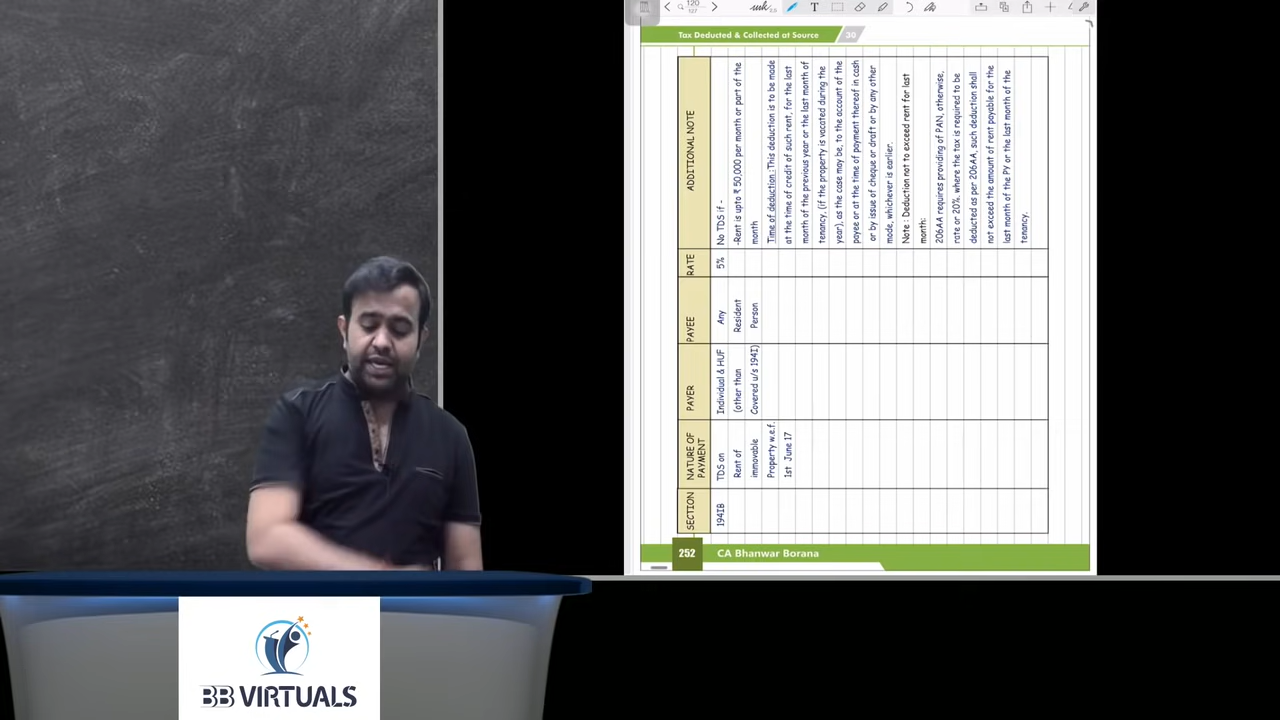 120
127
T
2.5
Tax Deducted & Collected at Source
30
SECTION
NATURE OF
PAYMENT
PAYER
PAYEE
RATE
ADDITIONAL NOTE
194IB
TDS on
Rent of
immovable
Property w.e.f.
1st June 17
Individual & HUF
(other than
Covered u/s 194I)
Any
Resident
Person
5%
No TDS if -
-Rent is upto ₹ 50,000 per month or part of the
month
Time of deduction :This deduction is to be made
at the time of credit of such rent, for the last
month of the previous year or the last month of
tenancy, (if the property is vacated during the
year), as the case may be, to the account of the
payee or at the time of payment thereof in cash
or by issue of cheque or draft or by any other
mode, whichever is earlier.
Note : Deduction not to exceed rent for last
month:
206AA requires providing of PAN, otherwise,
rate or 20%, where the tax is required to be
deducted as per 206AA, such deduction shall
not exceed the amount of rent payable for the
last month of the PY or the last month of the
tenancy.
252
CA Bhanwar Borana
BB VIRTUALS